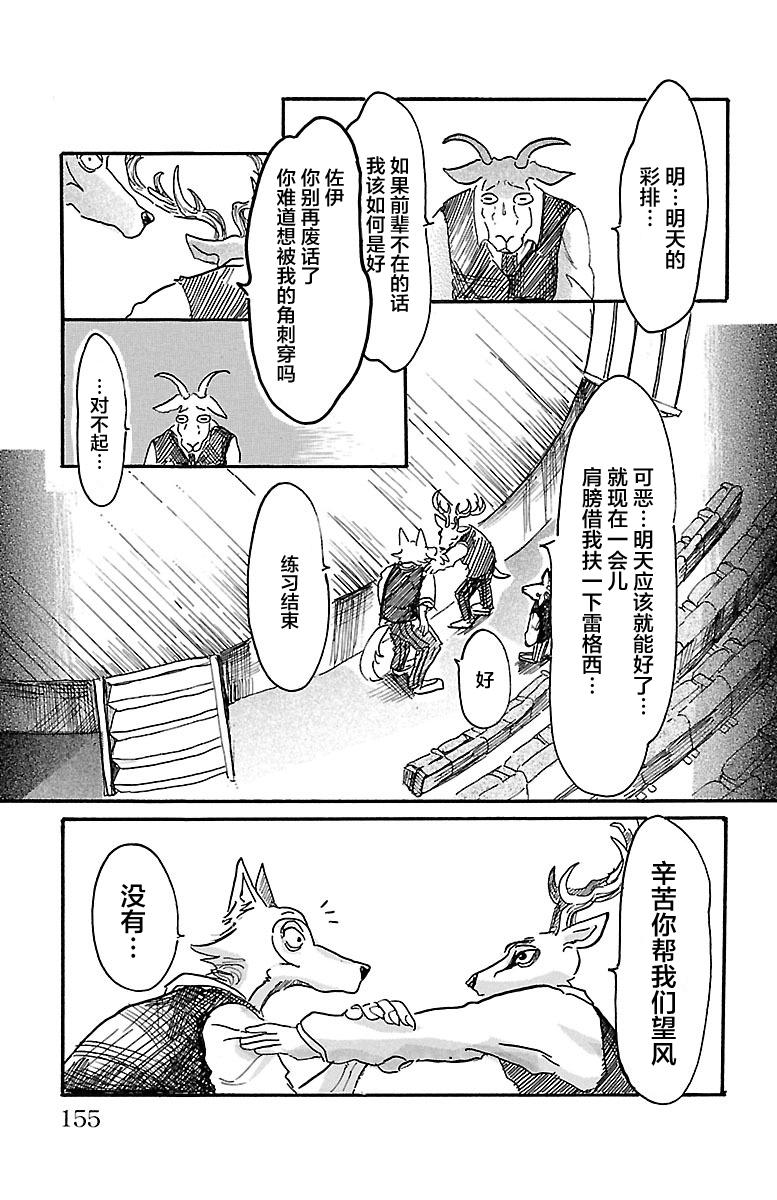 明…明天的
彩排…
如果前辈不在的话
我该如何是好
佐伊
你别再废话了
你难道想被我的角刺穿吗
…对不起…
可恶…明天应该就能好了…
就现在一会儿
肩膀借我扶一下雷格西…
好
练习结束
辛苦你帮我们望风
没有…
155